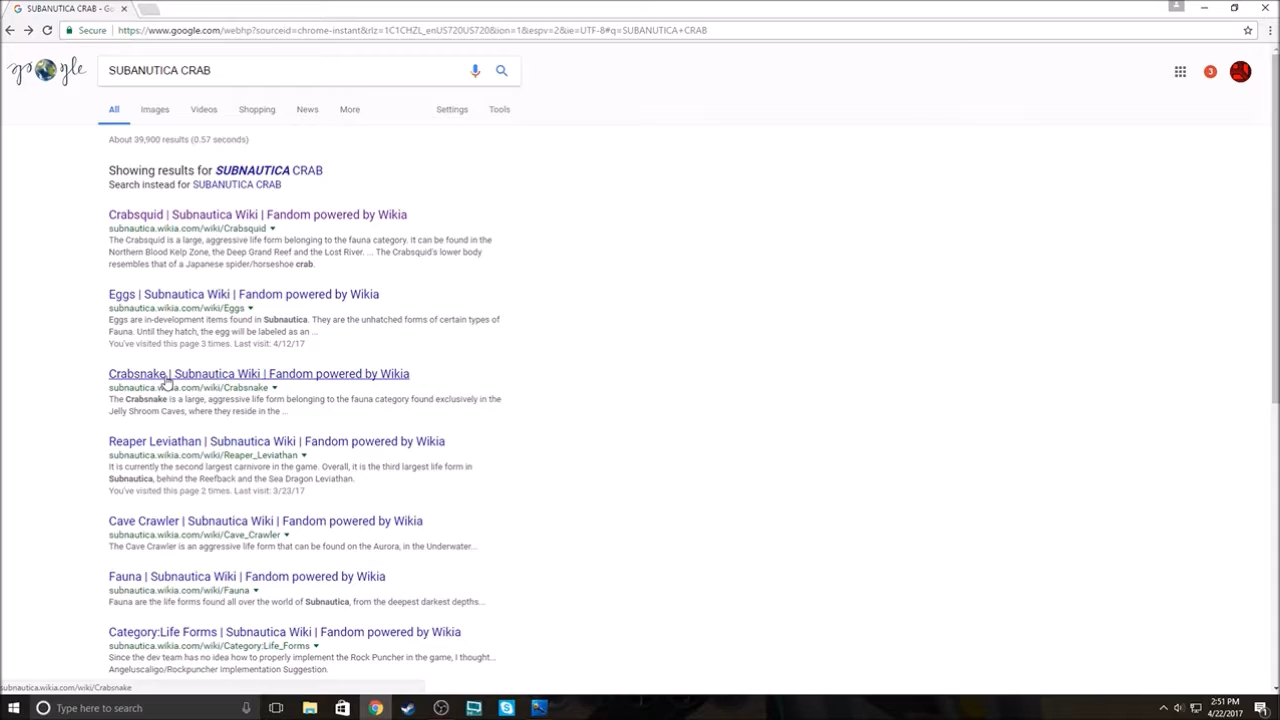 SUBANUTICA CRAB - Go
Secure https://www.google.com/webhp?sourceid=chrome-instant&rlz=1C1CHZL_enUS720US720&ion=1&espv=2&ie=UTF-8#q=SUBANUTICA+CRAB
go gle SUBANUTICA CRAB 3
All Images Videos Shopping News More Settings Tools
About 39,900 results (0.57 seconds)
Showing results for SUBNAUTICA CRAB
Search instead for SUBANUTICA CRAB
Crabsquid | Subnautica Wiki | Fandom powered by Wikia
subnautica.wikia.com/wiki/Crabsquid
The Crabsquid is a large, aggressive life form belonging to the fauna category. It can be found in the
Northern Blood Kelp Zone, the Deep Grand Reef and the Lost River. ... The Crabsquid's lower body
resembles that of a Japanese spider/horseshoe crab.
Eggs | Subnautica Wiki | Fandom powered by Wikia
subnautica.wikia.com/wiki/Eggs
Eggs are in-development items found in Subnautica. They are the unhatched forms of certain types of
Fauna. Until they hatch, the egg will be labeled as an ...
You've visited this page 3 times. Last visit: 4/12/17
Crabsnake | Subnautica Wiki | Fandom powered by Wikia
subnautica.wikia.com/wiki/Crabsnake
The Crabsnake is a large, aggressive life form belonging to the fauna category found exclusively in the
Jelly Shroom Caves, where they reside in the ...
Reaper Leviathan | Subnautica Wiki | Fandom powered by Wikia
subnautica.wikia.com/wiki/Reaper_Leviathan
It is currently the second largest carnivore in the game. Overall, it is the third largest life form in
Subnautica, behind the Reefback and the Sea Dragon Leviathan.
You've visited this page 2 times. Last visit: 3/23/17
Cave Crawler | Subnautica Wiki | Fandom powered by Wikia
subnautica.wikia.com/wiki/Cave_Crawler
The Cave Crawler is an aggressive life form that can be found on the Aurora, in the Underwater...
Fauna | Subnautica Wiki | Fandom powered by Wikia
subnautica.wikia.com/wiki/Fauna
Fauna are the life forms found all over the world of Subnautica, from the deepest darkest depths...
Category:Life Forms | Subnautica Wiki | Fandom powered by Wikia
subnautica.wikia.com/wiki/Category:Life_Forms
Since the dev team has no idea how to properly implement the Rock Puncher in the game, I thought...
Angeluscaligo/Rockpuncher Implementation Suggestion.
subnautica.wikia.com/wiki/Crabsnake
Type here to search
2:51 PM
4/22/2017